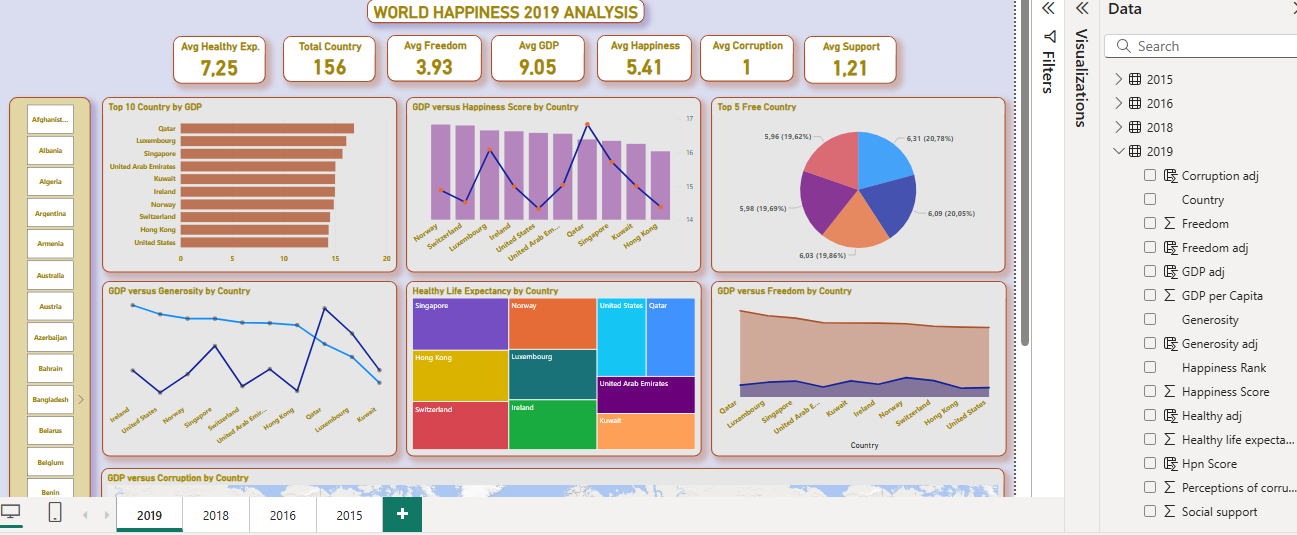 WORLD HAPPINESS 2019 ANALYSIS
Avg Healthy Exp.
7,25
Total Country
156
Avg Freedom
3.93
Avg GDP
9.05
Avg Happiness
5.41
Avg Corruption
1
Avg Support
1,21
Afghanist...
Albania
Algeria
Argentina
Armenia
Australia
Austria
Azerbaijan
Bahrain
Bangladesh
Belarus
Belgium
Benin
Top 10 Country by GDP
Qatar
Luxembourg
Singapore
United Arab Emirates
Kuwait
Ireland
Norway
Switzerland
Hong Kong
United States
0 5 10 15 20
GDP versus Happiness Score by Country
17
16
15
14
Norway
Switzerland
Luxembourg
Ireland
United States
United Arab Em...
Qatar
Singapore
Kuwait
Hong Kong
Top 5 Free Country
5,96 (19,62%)
6,31 (20,78%)
5,98 (19,69%)
6,09 (20,05%)
6,03 (19,86%)
GDP versus Generosity by Country
Ireland
United States
Norway
Singapore
Switzerland
United Arab Emir...
Hong Kong
Qatar
Luxembourg
Kuwait
Healthy Life Expectancy by Country
Singapore
Norway
United States
Qatar
Hong Kong
Luxembourg
United Arab Emirates
Switzerland
Ireland
Kuwait
GDP versus Freedom by Country
Qatar
Luxembourg
Singapore
United Arab E...
Kuwait
Ireland
Norway
Switzerland
Hong Kong
United States
Country
GDP versus Corruption by Country
2019
2018
2016
2015
Filters
Visualizations
Data
Search
2015
2016
2018
2019
Corruption adj
Country
Freedom
Freedom adj
GDP adj
GDP per Capita
Generosity
Generosity adj
Happiness Rank
Happiness Score
Healthy adj
Healthy life expecta...
Hpn Score
Perceptions of corru...
Social support